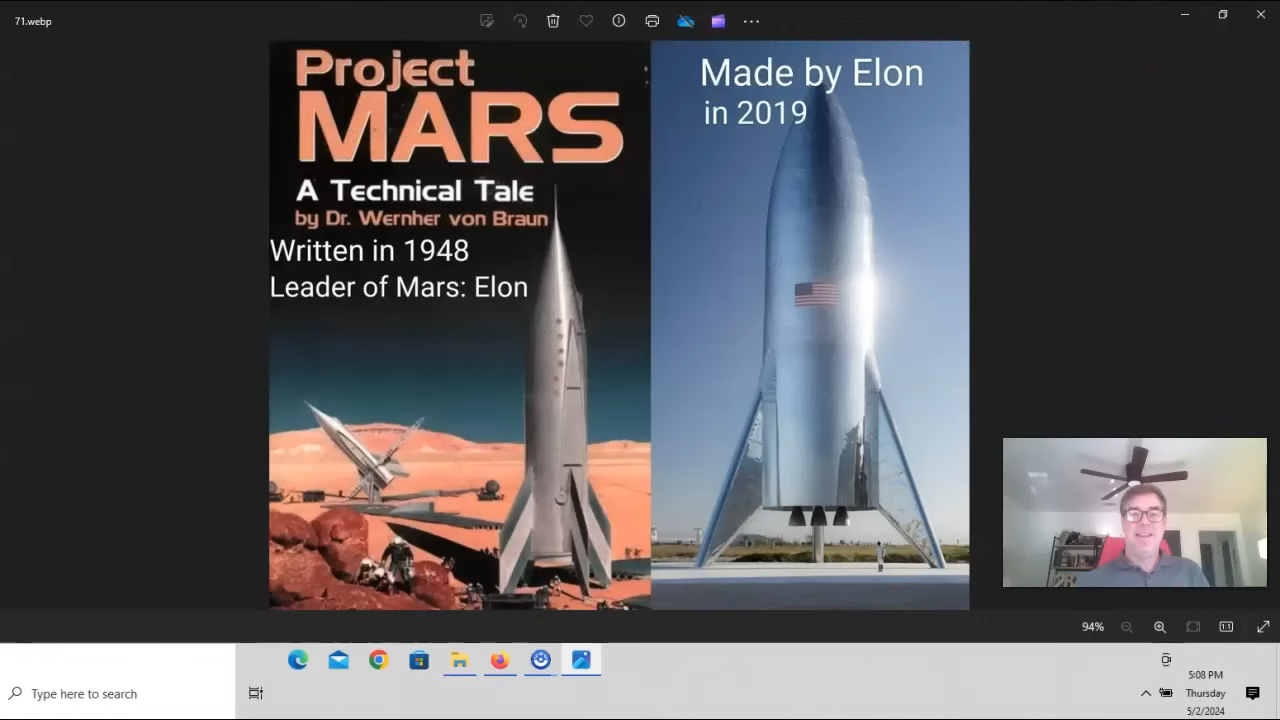 71.webp
Project
MARS
A Technical Tale
by Dr. Wernher von Braun
Written in 1948
Leader of Mars: Elon
Made by Elon
in 2019
94%
Type here to search
5:08 PM
Thursday
5/2/2024